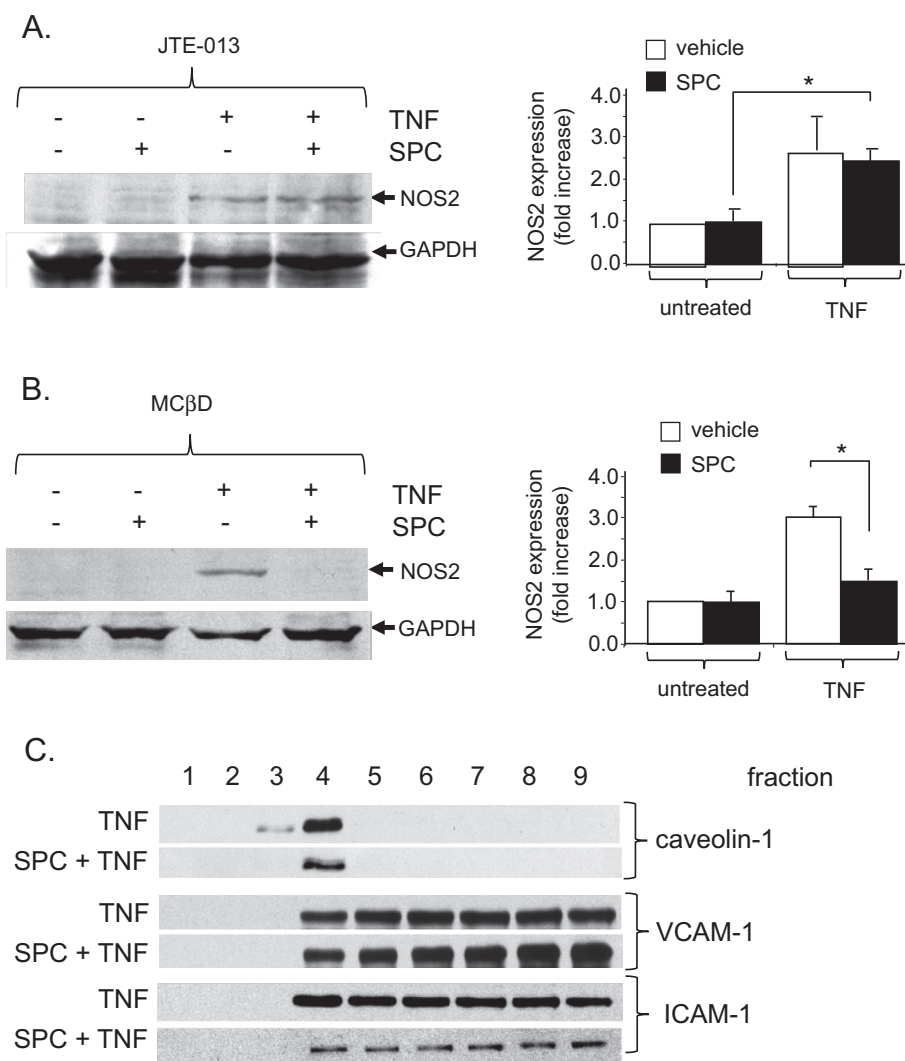 A.
JTE-013
- - + + TNF
- + - + SPC
NOS2
GAPDH
vehicle
SPC
NOS2 expression
(fold increase)
4.0
3.0
2.0
1.0
0.0
*
untreated
TNF
B.
MCβD
- - + + TNF
- + - + SPC
NOS2
GAPDH
vehicle
SPC
NOS2 expression
(fold increase)
4.0
3.0
2.0
1.0
0.0
*
untreated
TNF
C.
1 2 3 4 5 6 7 8 9 fraction
TNF
SPC + TNF
caveolin-1
TNF
SPC + TNF
VCAM-1
TNF
SPC + TNF
ICAM-1